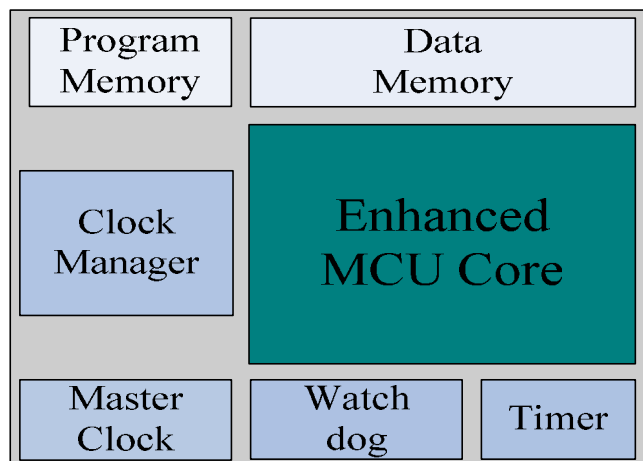 Program
Memory
Data
Memory
Clock
Manager
Enhanced
MCU Core
Master
Clock
Watch
dog
Timer